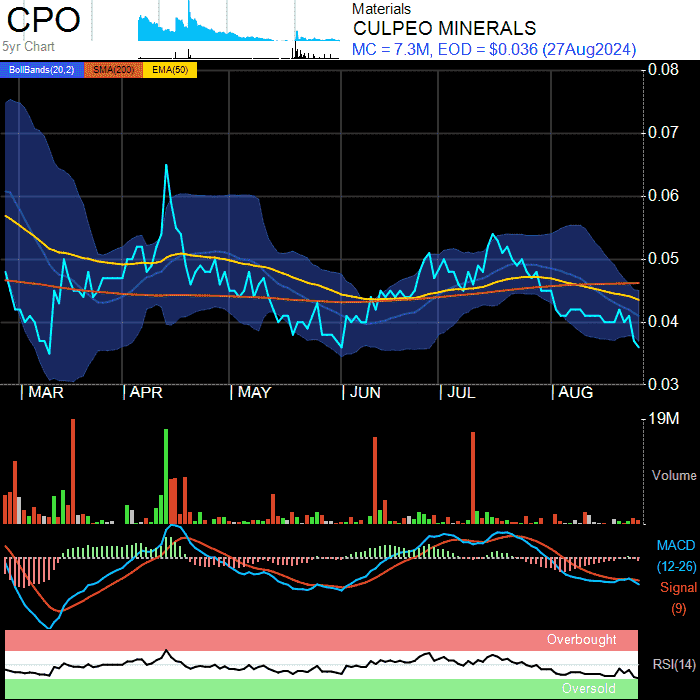 CPO
5yr Chart
Materials
CULPEO MINERALS
MC = 7.3M, EOD = $0.036 (27Aug2024)
BollBands(20,2) SMA(200) EMA(50)
0.08
0.07
0.06
0.05
0.04
0.03
MAR APR MAY JUN JUL AUG
19M
Volume
MACD
(12-26)
Signal
(9)
Overbought
RSI(14)
Oversold